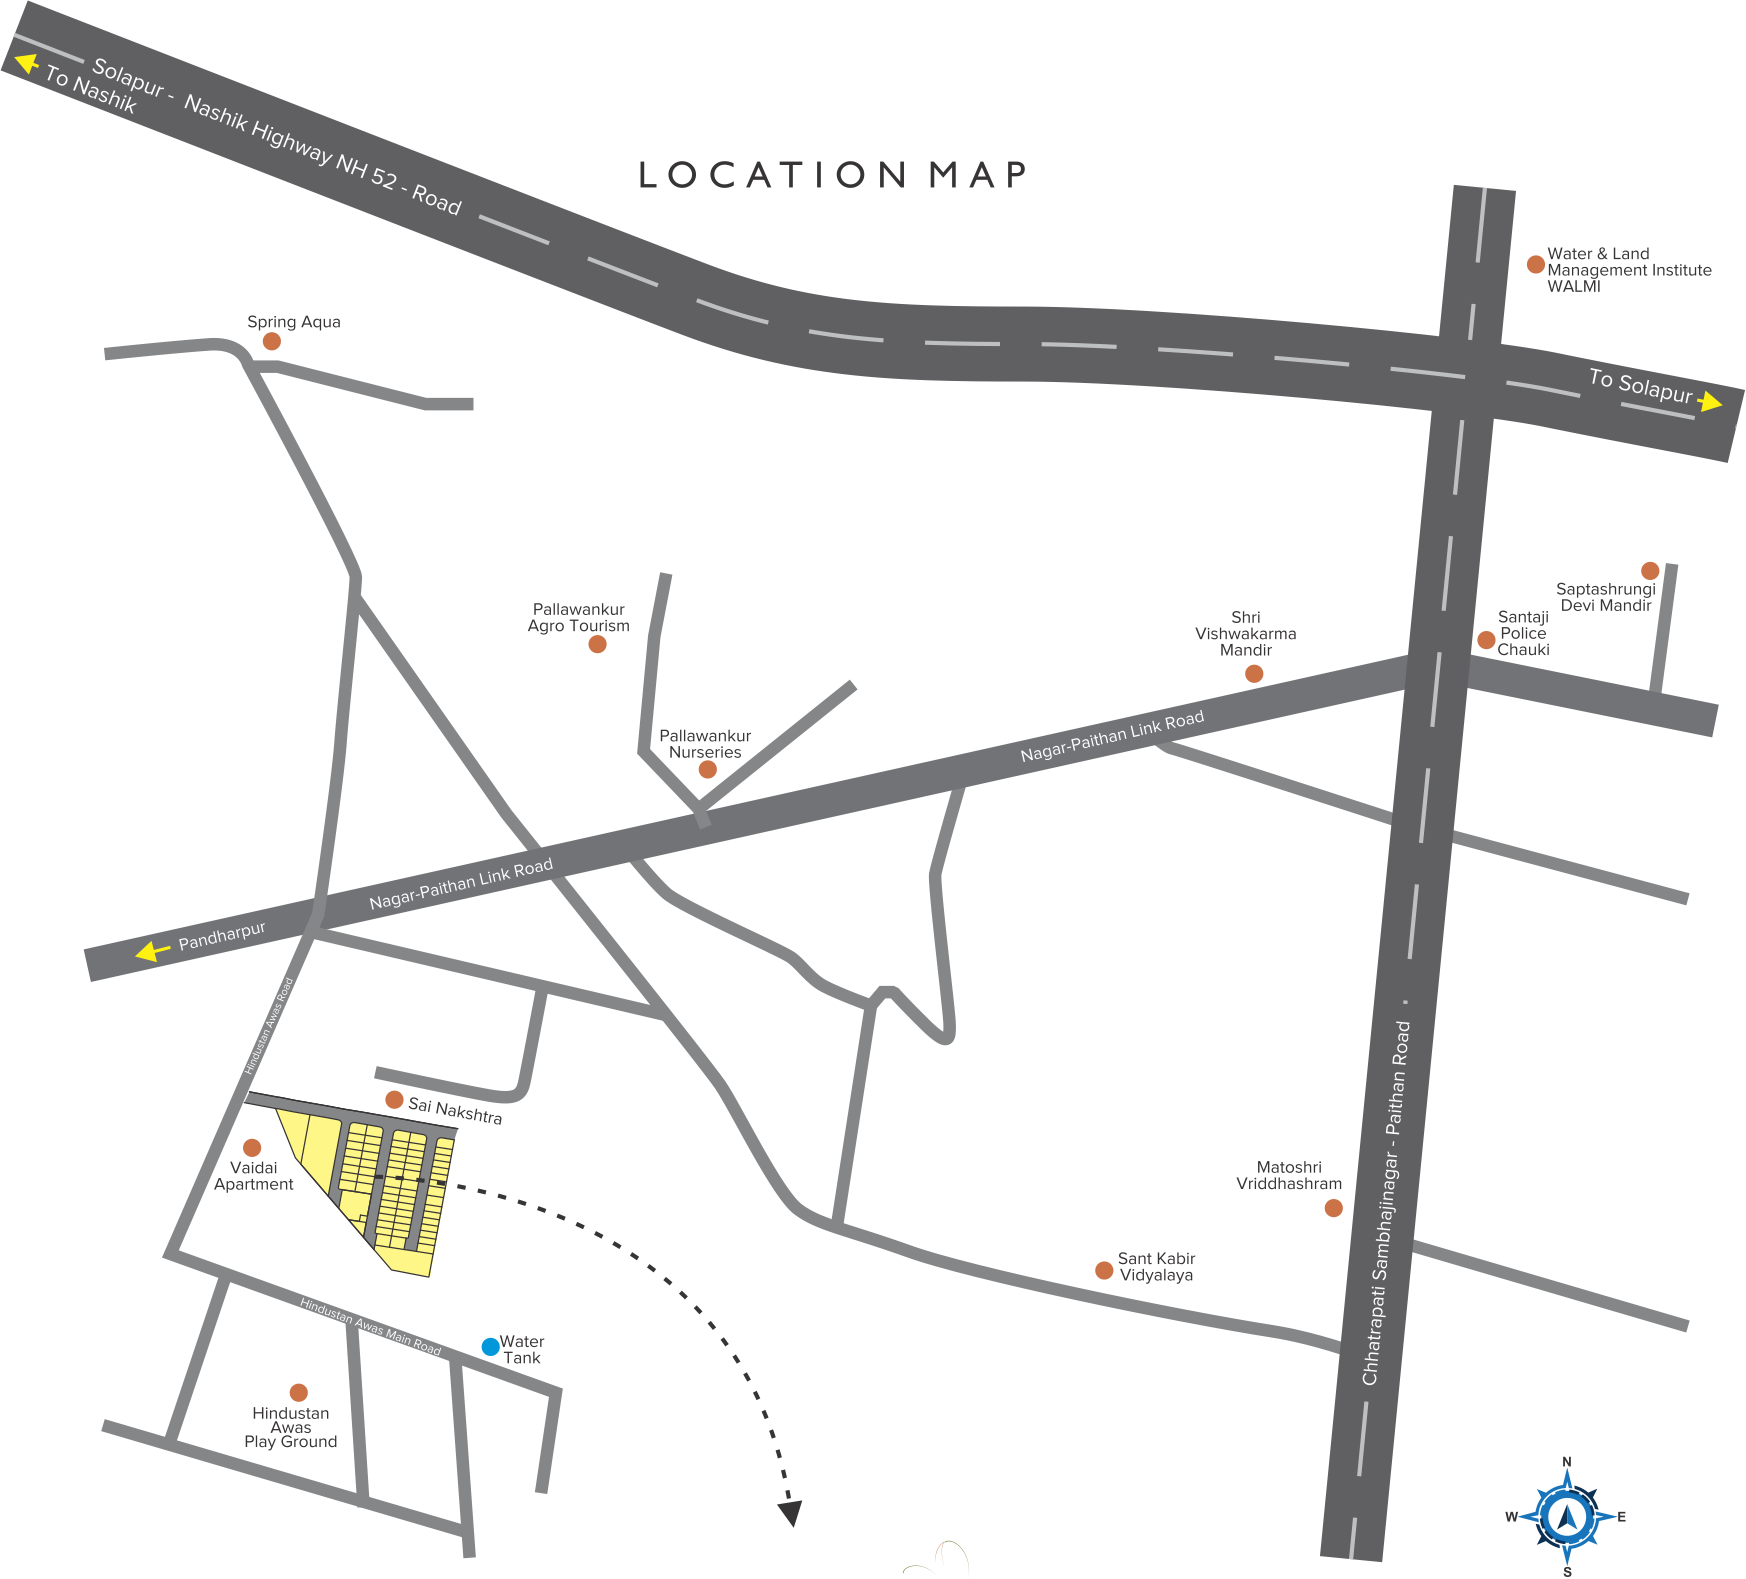 Solapur - Nashik Highway NH 52 - Road
To Nashik
LOCATION MAP
Water & Land
Management Institute
WALMI
Spring Aqua
To Solapur
Pallawankur
Agro Tourism
Shri
Vishwakarma
Mandir
Saptashrungi
Devi Mandir
Santaji
Police
Chauki
Pallawankur
Nurseries
Nagar-Paithan Link Road
Nagar-Paithan Link Road
Pandharpur
Hindustan Awas Road
Sai Nakshtra
Vaidai
Apartment
Chhatrapati Sambhajinagar - Paithan Road
Matoshri
Vriddhashram
Sant Kabir
Vidyalaya
Hindustan Awas Main Road
Water
Tank
Hindustan
Awas
Play Ground
N
W
E
S